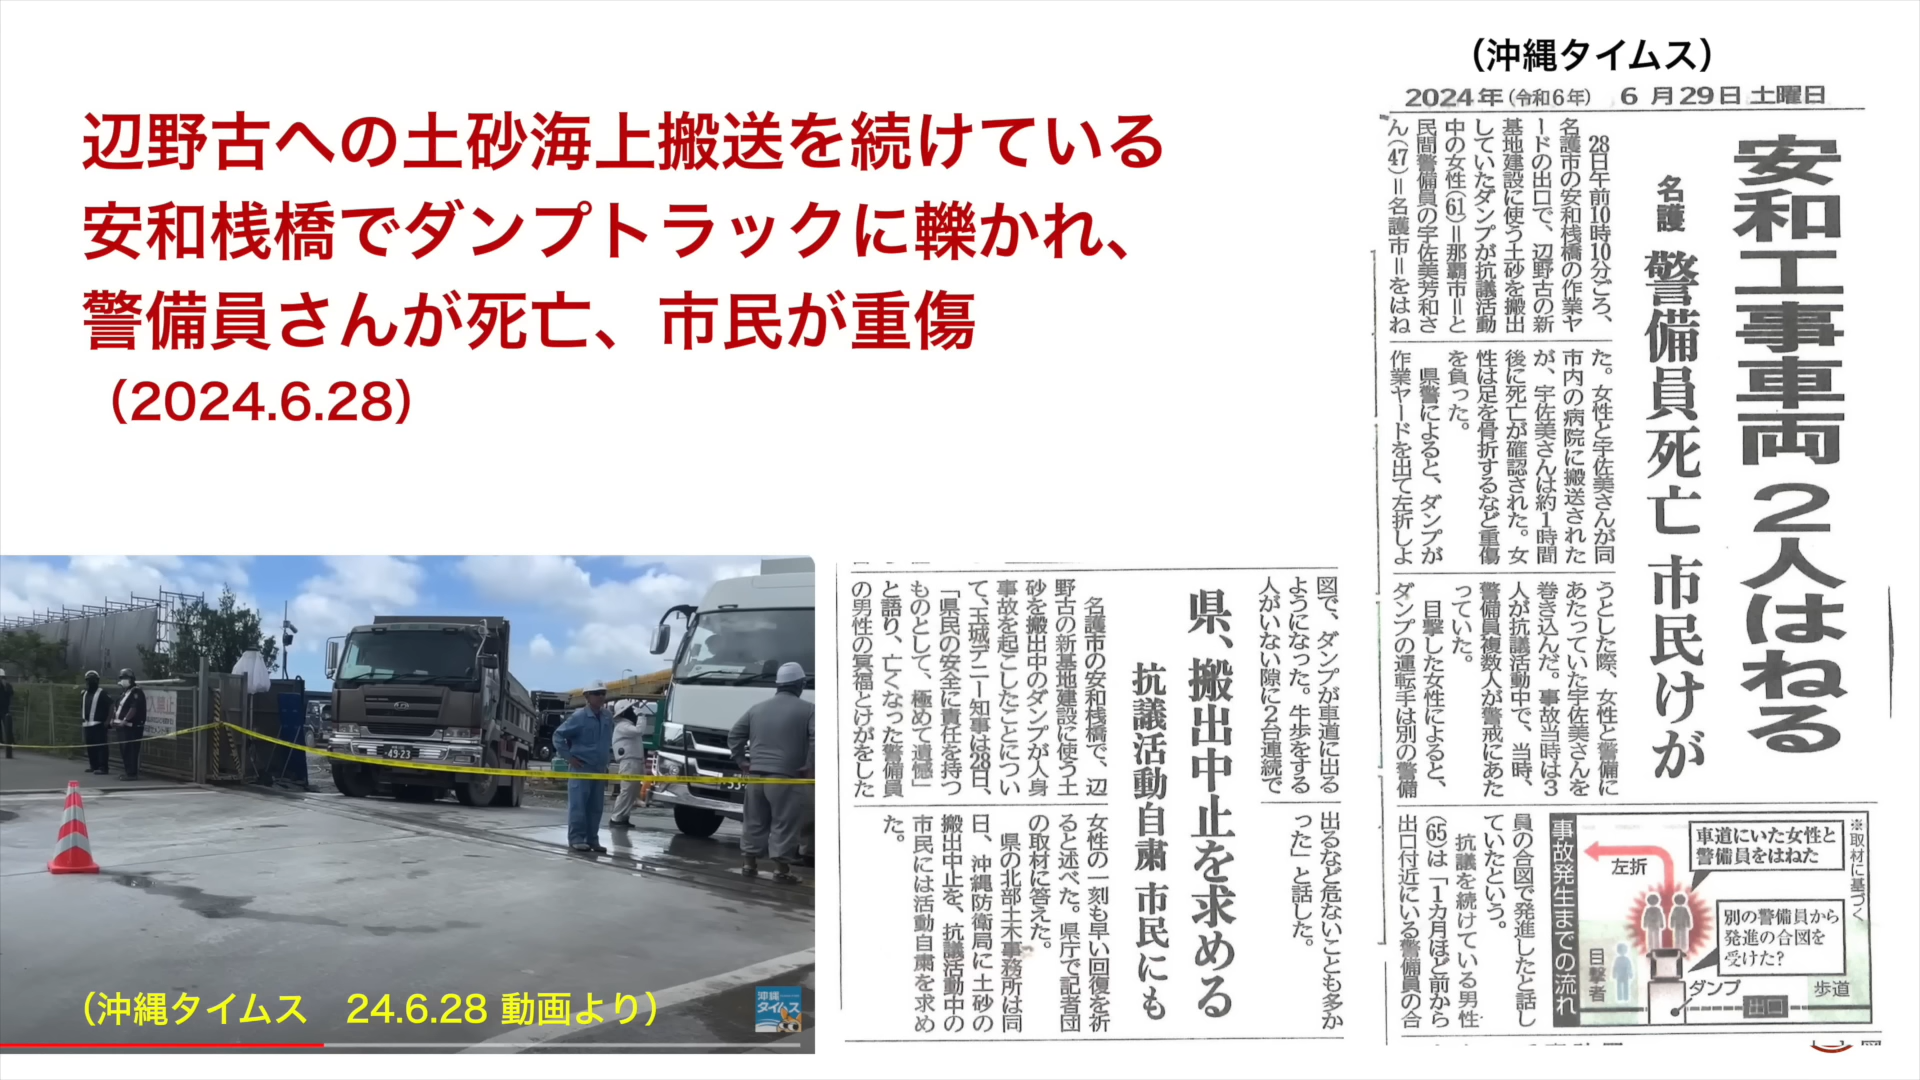 辺野古への土砂海上搬送を続けている
安和桟橋でダンプトラックに轢かれ、
警備員さんが死亡、市民が重傷
（2024.6.28）
（沖縄タイムス）
2024年(令和6年) 6月29日 土曜日
安和工事車両 2人はねる
名護 警備員死亡 市民けが
28日午前10時10分ごろ、
名護市の安和桟橋の作業ヤ
ードの出口で、辺野古の新
基地建設に使う土砂を搬出
していたダンプが抗議活動
中の女性(61)＝那覇市＝と
民間警備員の宇佐美芳和さ
ん(47)＝名護市＝をはね
た。女性と宇佐美さんが同
市内の病院に搬送された
が、宇佐美さんは約1時間
後に死亡が確認された。女
性は足を骨折するなど重傷
を負った。
県警によると、ダンプが
作業ヤードを出て左折しよ
うとした際、女性と警備に
あたっていた宇佐美さんを
巻き込んだ。事故当時は3
人が抗議活動中で、当時、
警備員複数人が警戒にあた
っていた。
目撃した女性によると、
ダンプの運転手は別の警備
員の合図で発進したと話し
ていたという。
抗議を続けている男性
(65)は「1カ月ほど前から
出口付近にいる警備員の合
図で、ダンプが車道に出る
ようになった。牛歩をする
人がいない隙に2台連続で
出るなど危ないことも多か
った」と話した。
県、搬出中止を求める
抗議活動自粛 市民にも
名護市の安和桟橋で、辺
野古の新基地建設に使う土
砂を搬出中のダンプが人身
事故を起こしたことについ
て、玉城デニー知事は28日、
「県民の安全に責任を持つ
ものとして、極めて遺憾」
と語り、亡くなった警備員
の男性の冥福とけがをした
女性の一刻も早い回復を祈
ると述べた。県庁で記者団
の取材に答えた。
県の北部土木事務所は同
日、沖縄防衛局に土砂の
搬出中止を、抗議活動中の
市民には活動自粛を求め
た。
事故発生までの流れ
※取材に基づく
車道にいた女性と
警備員をはねた
左折
別の警備員から
発進の合図を
受けた?
目撃者
ダンプ
出口
歩道
49-23
（沖縄タイムス 24.6.28 動画より）
沖縄
タイムス